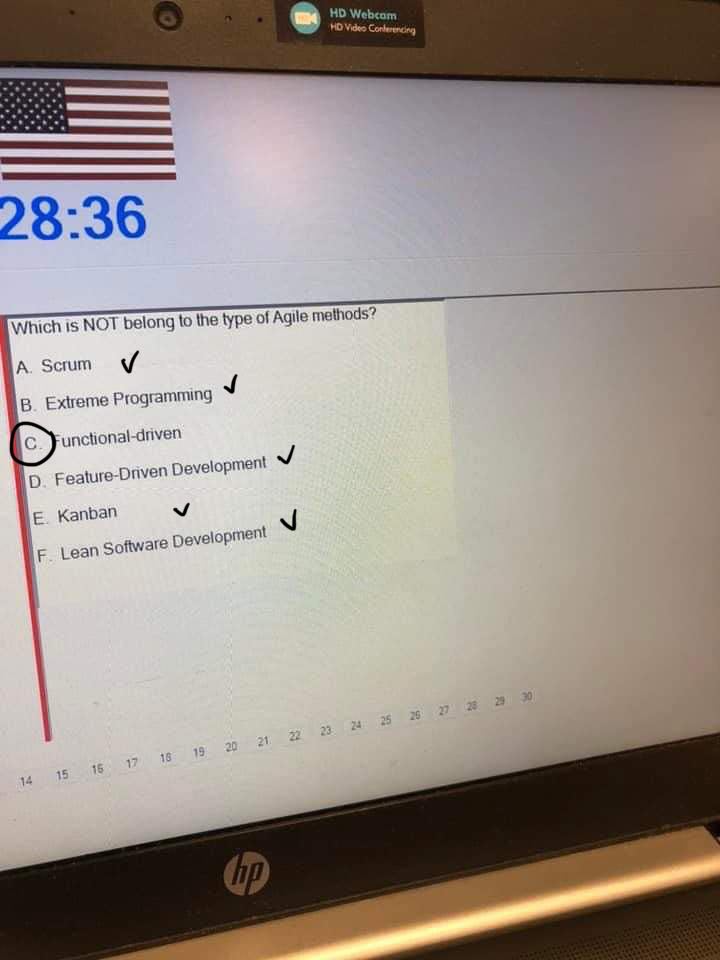 HD Webcam
HD Video Conferencing
28:36
Which is NOT belong to the type of Agile methods?
A. Scrum
B. Extreme Programming
C. Functional-driven
D. Feature-Driven Development
E. Kanban
F. Lean Software Development
14 15 16 17 18 19 20 21 22 23 24 25 26 27 28 29 30
hp